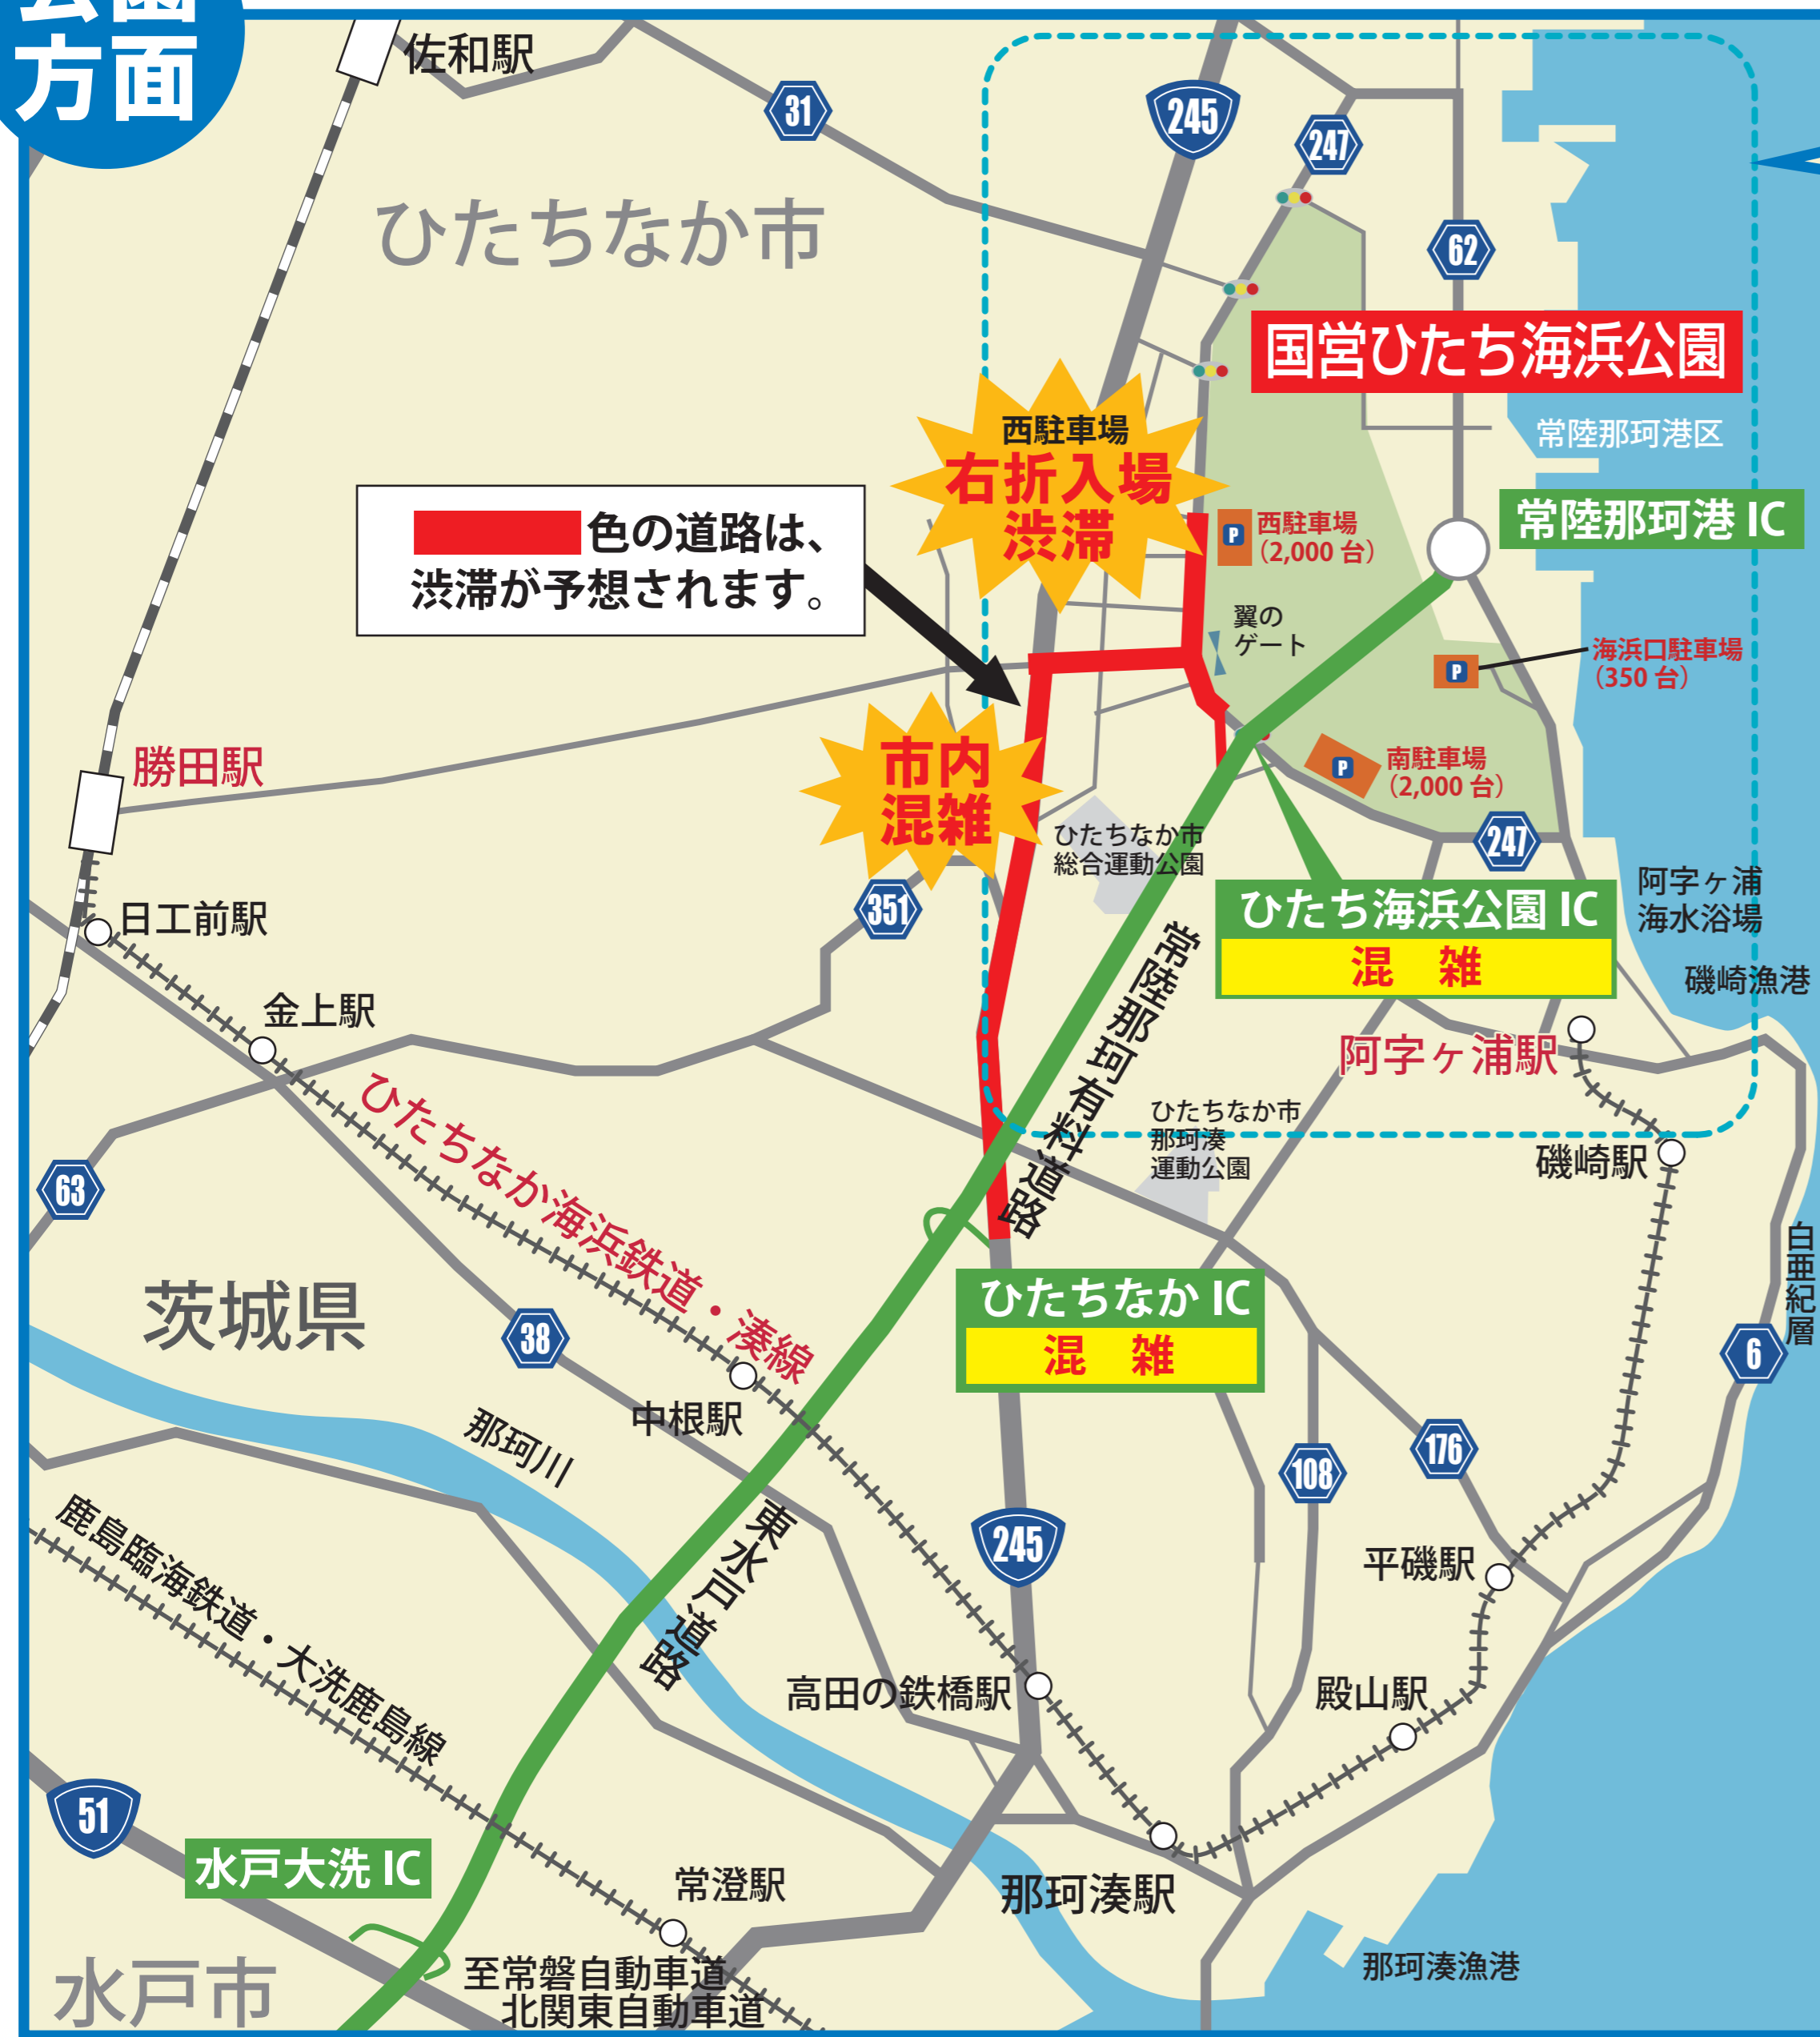 公園
方面
佐和駅
31
245
247
ひたちなか市
62
国営ひたち海浜公園
常陸那珂港区
西駐車場
右折入場
渋滞
常陸那珂港 IC
色の道路は、
渋滞が予想されます。
西駐車場
（2,000 台）
翼の
ゲート
海浜口駐車場
（350 台）
勝田駅
市内
混雑
南駐車場
（2,000 台）
ひたちなか市
総合運動公園
247
351
ひたち海浜公園 IC
混 雑
阿字ヶ浦
海水浴場
日工前駅
常陸那珂有料道路
磯崎漁港
金上駅
阿字ヶ浦駅
ひたちなか海浜鉄道・湊線
ひたちなか市
那珂湊
運動公園
磯崎駅
63
白亜紀層
茨城県
ひたちなか IC
混 雑
38
6
中根駅
那珂川
176
108
鹿島臨海鉄道・大洗鹿島線
東水戸道路
245
平磯駅
高田の鉄橋駅
殿山駅
51
水戸大洗 IC
常澄駅
那珂湊駅
水戸市
至常磐自動車道
北関東自動車道
那珂湊漁港
P
P
P